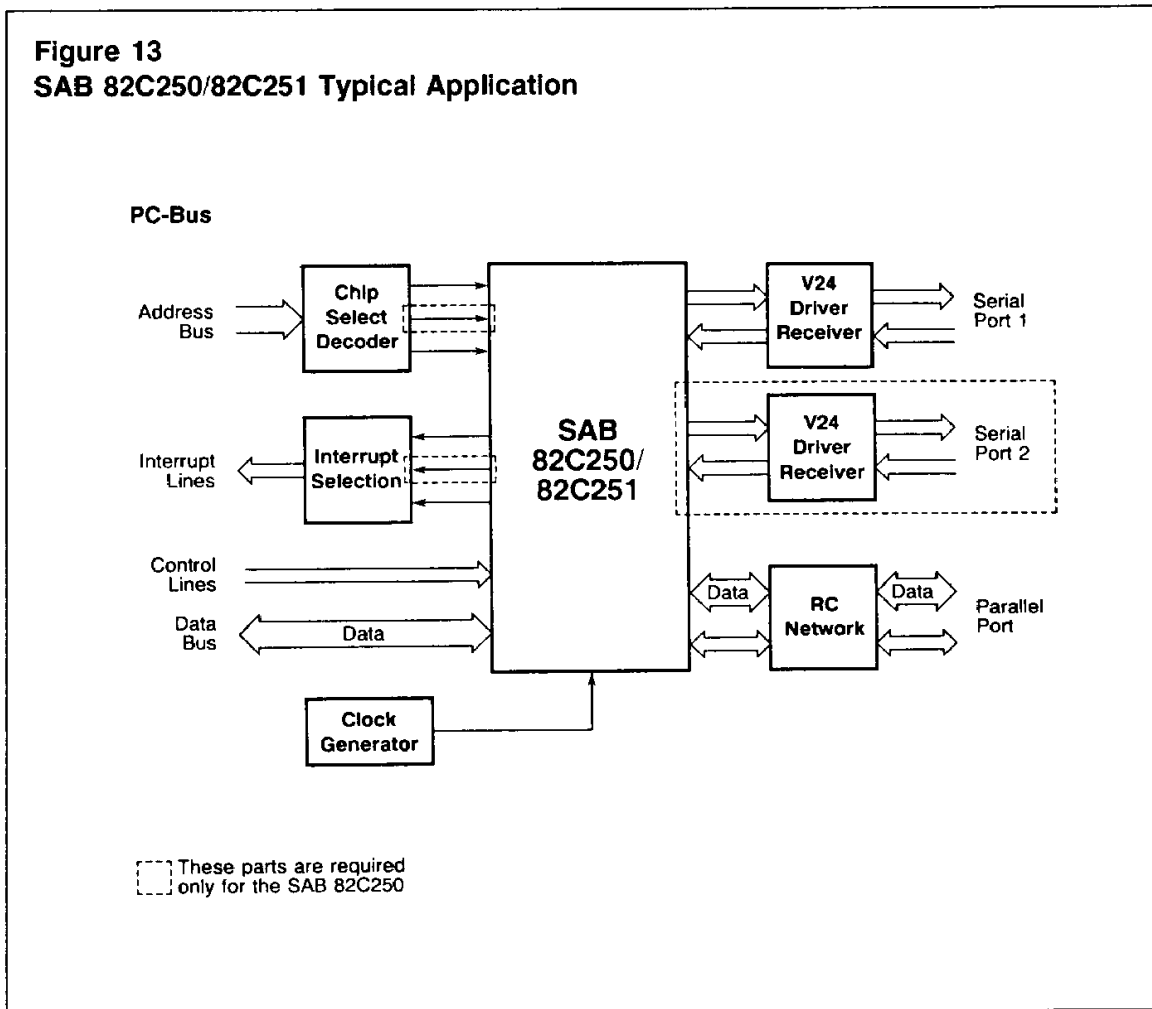 Figure 13
SAB 82C250/82C251 Typical Application
PC-Bus
Address
Bus
Chip
Select
Decoder
V24
Driver
Receiver
Serial
Port 1
Interrupt
Lines
Interrupt
Selection
SAB
82C250/
82C251
V24
Driver
Receiver
Serial
Port 2
Control
Lines
Data
Bus
Data
Data
RC
Network
Data
Parallel
Port
Clock
Generator
These parts are required
only for the SAB 82C250